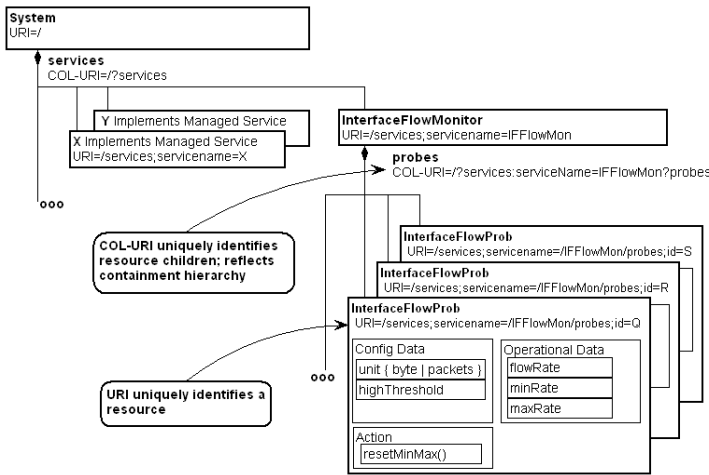 System
URI=/
services
COL-URI=/?services
Y Implements Managed Service
X Implements Managed Service
URI=/services;servicename=X
ooo
InterfaceFlowMonitor
URI=/services;servicename=IFFlowMon
probes
COL-URI=/?services:serviceName=IFFlowMon?probes
COL-URI uniquely identifies
resource children; reflects
containment hierarchy
InterfaceFlowProb
URI=/services;servicename=/IFFlowMon/probes;id=S
InterfaceFlowProb
URI=/services;servicename=/IFFlowMon/probes;id=R
InterfaceFlowProb
URI=/services;servicename=/IFFlowMon/probes;id=Q
Config Data
unit { byte | packets }
highThreshold
Operational Data
flowRate
minRate
maxRate
Action
resetMinMax()
ooo
URI uniquely identifies a
resource